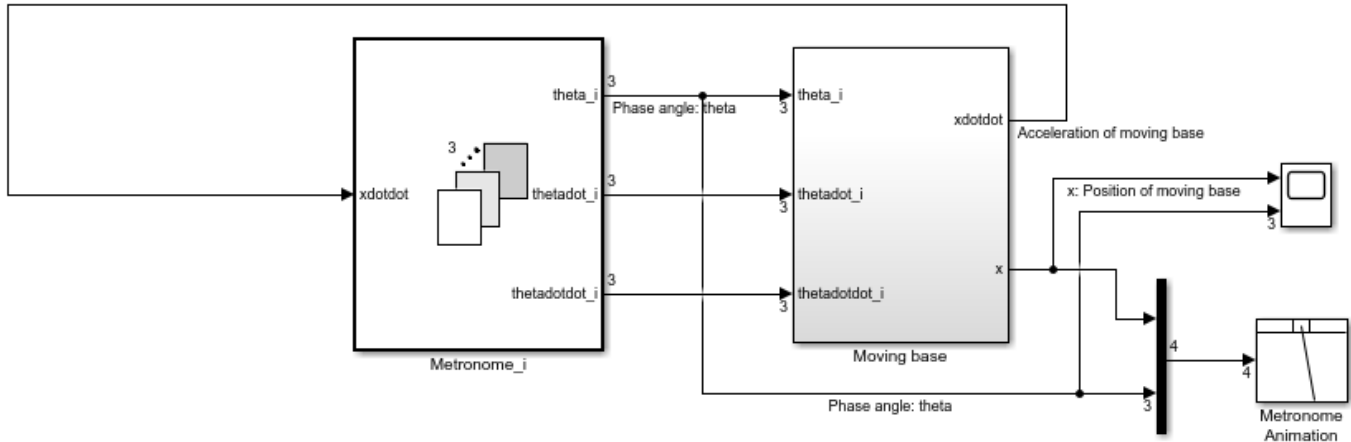 3
theta_i
Phase angle: theta
3
theta_i
xdotdot
Acceleration of moving base
3
xdotdot
3
thetadot_i
3
thetadot_i
x: Position of moving base
3
3
thetadotdot_i
3
thetadotdot_i
x
Metronome_i
Moving base
4
4
Phase angle: theta
3
Metronome
Animation